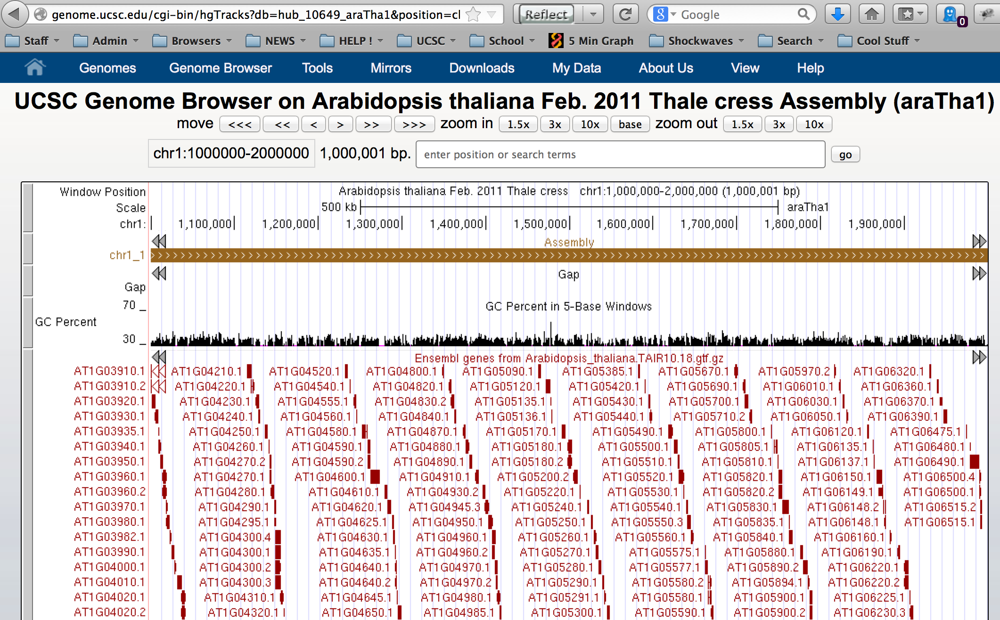 genome.ucsc.edu/cgi-bin/hgTracks?db=hub_10649_araTha1&position=cl Reflect Google 0
Staff Admin Browsers NEWS HELP ! UCSC School 5 Min Graph Shockwaves Search Cool Stuff
Genomes Genome Browser Tools Mirrors Downloads My Data About Us View Help
UCSC Genome Browser on Arabidopsis thaliana Feb. 2011 Thale cress Assembly (araTha1)
move <<< << < > >> >>> zoom in 1.5x 3x 10x base zoom out 1.5x 3x 10x
chr1:1000000-2000000 1,000,001 bp. enter position or search terms go
Window Position Arabidopsis thaliana Feb. 2011 Thale cress chr1:1,000,000-2,000,000 (1,000,001 bp)
Scale 500 kb araTha1
chr1: 1,100,000 1,200,000 1,300,000 1,400,000 1,500,000 1,600,000 1,700,000 1,800,000 1,900,000
Assembly
chr1_1
Gap
Gap
70 GC Percent in 5-Base Windows
GC Percent
30
Ensembl genes from Arabidopsis_thaliana.TAIR10.18.gtf.gz
AT1G03910.1 AT1G04210.1 AT1G04520.1 AT1G04800.1 AT1G05090.1 AT1G05385.1 AT1G05670.1 AT1G05970.2 AT1G06320.1
AT1G03910.2 AT1G04220.1 AT1G04540.1 AT1G04820.1 AT1G05120.1 AT1G05420.1 AT1G05690.1 AT1G06010.1 AT1G06360.1
AT1G03920.1 AT1G04230.1 AT1G04555.1 AT1G04830.2 AT1G05135.1 AT1G05430.1 AT1G05700.1 AT1G06030.1 AT1G06370.1
AT1G03930.1 AT1G04240.1 AT1G04560.1 AT1G04840.1 AT1G05136.1 AT1G05440.1 AT1G05710.2 AT1G06050.1 AT1G06390.1
AT1G03935.1 AT1G04250.1 AT1G04580.1 AT1G04870.1 AT1G05170.1 AT1G05490.1 AT1G05800.1 AT1G06120.1 AT1G06475.1
AT1G03940.1 AT1G04260.1 AT1G04590.1 AT1G04880.1 AT1G05180.1 AT1G05500.1 AT1G05805.1 AT1G06135.1 AT1G06480.1
AT1G03950.1 AT1G04270.2 AT1G04590.2 AT1G04890.1 AT1G05180.2 AT1G05510.1 AT1G05810.1 AT1G06137.1 AT1G06490.1
AT1G03960.1 AT1G04270.1 AT1G04600.1 AT1G04910.1 AT1G05200.2 AT1G05520.1 AT1G05820.1 AT1G06150.1 AT1G06500.4
AT1G03960.2 AT1G04280.1 AT1G04610.1 AT1G04930.2 AT1G05220.1 AT1G05530.1 AT1G05820.2 AT1G06149.1 AT1G06500.1
AT1G03970.1 AT1G04290.1 AT1G04620.1 AT1G04945.3 AT1G05240.1 AT1G05540.1 AT1G05830.1 AT1G06148.2 AT1G06515.2
AT1G03980.1 AT1G04295.1 AT1G04625.1 AT1G04950.1 AT1G05250.1 AT1G05550.3 AT1G05835.1 AT1G06148.1 AT1G06515.1
AT1G03982.1 AT1G04300.4 AT1G04630.1 AT1G04960.1 AT1G05260.1 AT1G05560.1 AT1G05840.1 AT1G06160.1
AT1G03990.1 AT1G04300.1 AT1G04635.1 AT1G04960.2 AT1G05270.1 AT1G05575.1 AT1G05880.1 AT1G06190.1
AT1G04000.1 AT1G04300.2 AT1G04640.1 AT1G04970.1 AT1G05280.1 AT1G05577.1 AT1G05890.2 AT1G06220.1
AT1G04010.1 AT1G04300.3 AT1G04640.2 AT1G04970.2 AT1G05290.1 AT1G05580.2 AT1G05894.1 AT1G06220.2
AT1G04020.1 AT1G04310.1 AT1G04645.1 AT1G04980.1 AT1G05291.1 AT1G05580.1 AT1G05900.1 AT1G06225.1
AT1G04020.2 AT1G04320.1 AT1G04650.1 AT1G04985.1 AT1G05300.1 AT1G05590.1 AT1G05900.2 AT1G06230.3